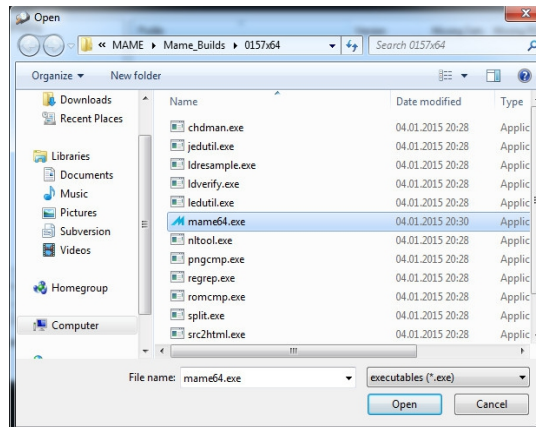 Open
« MAME ▸ Mame_Builds ▸ 0157x64
Search 0157x64
Organize ▾ New folder
Downloads
Recent Places
Libraries
Documents
Music
Pictures
Subversion
Videos
Homegroup
Computer
Name Date modified Type
chdman.exe 04.01.2015 20:28 Applic
jedutil.exe 04.01.2015 20:28 Applic
ldresample.exe 04.01.2015 20:28 Applic
ldverify.exe 04.01.2015 20:28 Applic
ledutil.exe 04.01.2015 20:28 Applic
mame64.exe 04.01.2015 20:30 Applic
nltool.exe 04.01.2015 20:28 Applic
pngcmp.exe 04.01.2015 20:28 Applic
regrep.exe 04.01.2015 20:28 Applic
romcmp.exe 04.01.2015 20:28 Applic
split.exe 04.01.2015 20:28 Applic
src2html.exe 04.01.2015 20:28 Applic
File name: mame64.exe
executables (*.exe)
Open Cancel